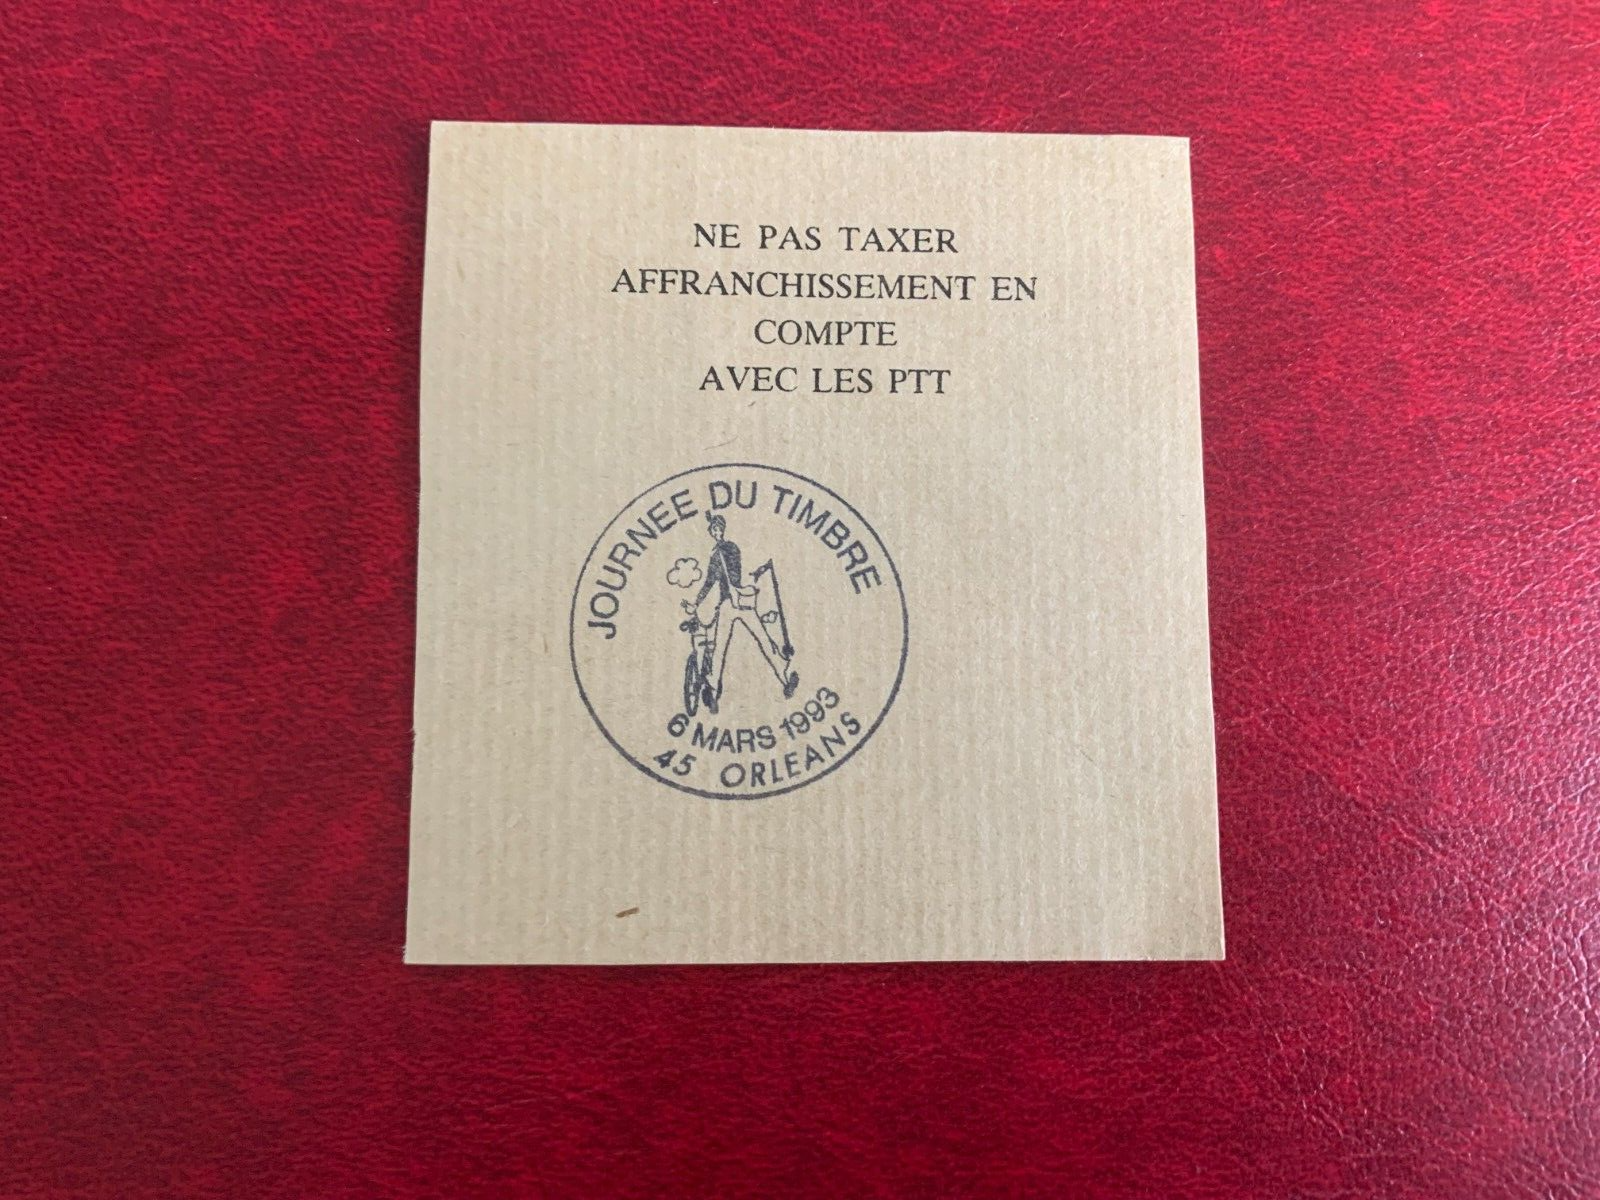 NE PAS TAXER
AFFRANCHISSEMENT EN
COMPTE
AVEC LES PTT
JOURNEE DU TIMBRE
6 MARS 1993
45 ORLEANS